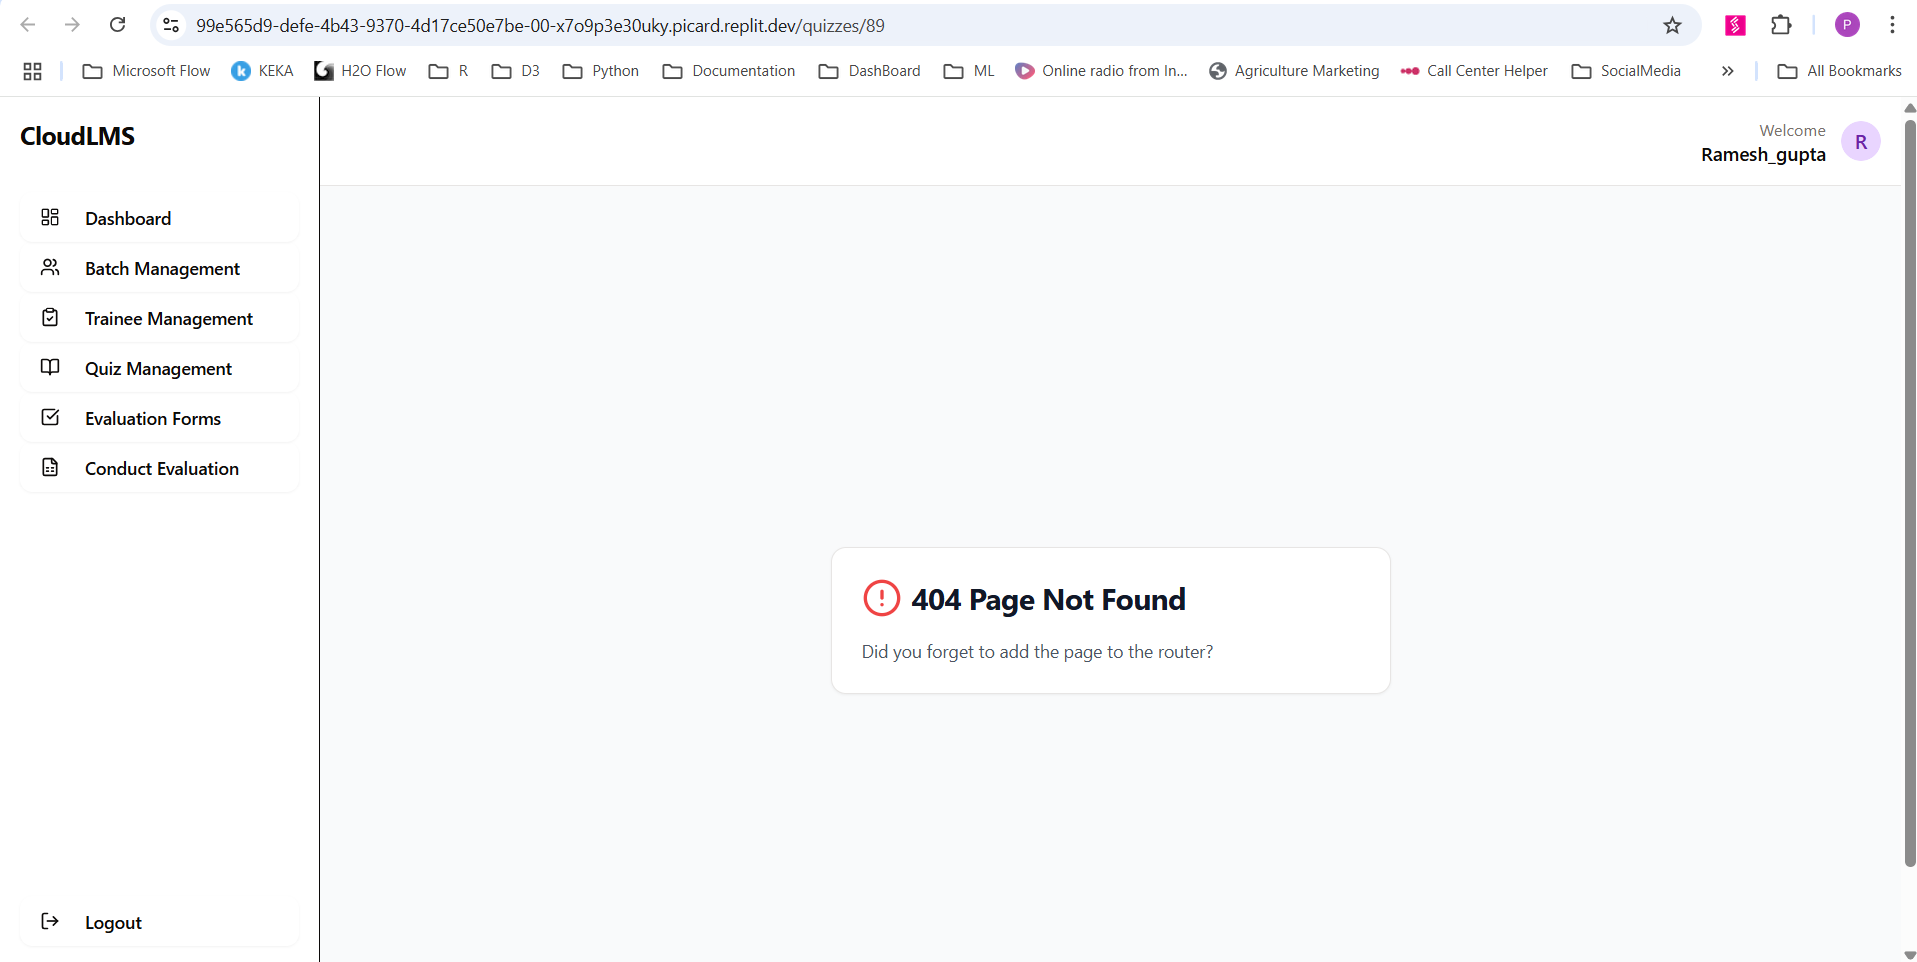 99e565d9-defe-4b43-9370-4d17ce50e7be-00-x7o9p3e30uky.picard.replit.dev/quizzes/89
P
Microsoft Flow
KEKA
H2O Flow
R
D3
Python
Documentation
DashBoard
ML
Online radio from In...
Agriculture Marketing
Call Center Helper
SocialMedia
All Bookmarks
CloudLMS
Welcome
Ramesh_gupta
R
Dashboard
Batch Management
Trainee Management
Quiz Management
Evaluation Forms
Conduct Evaluation
404 Page Not Found
Did you forget to add the page to the router?
Logout